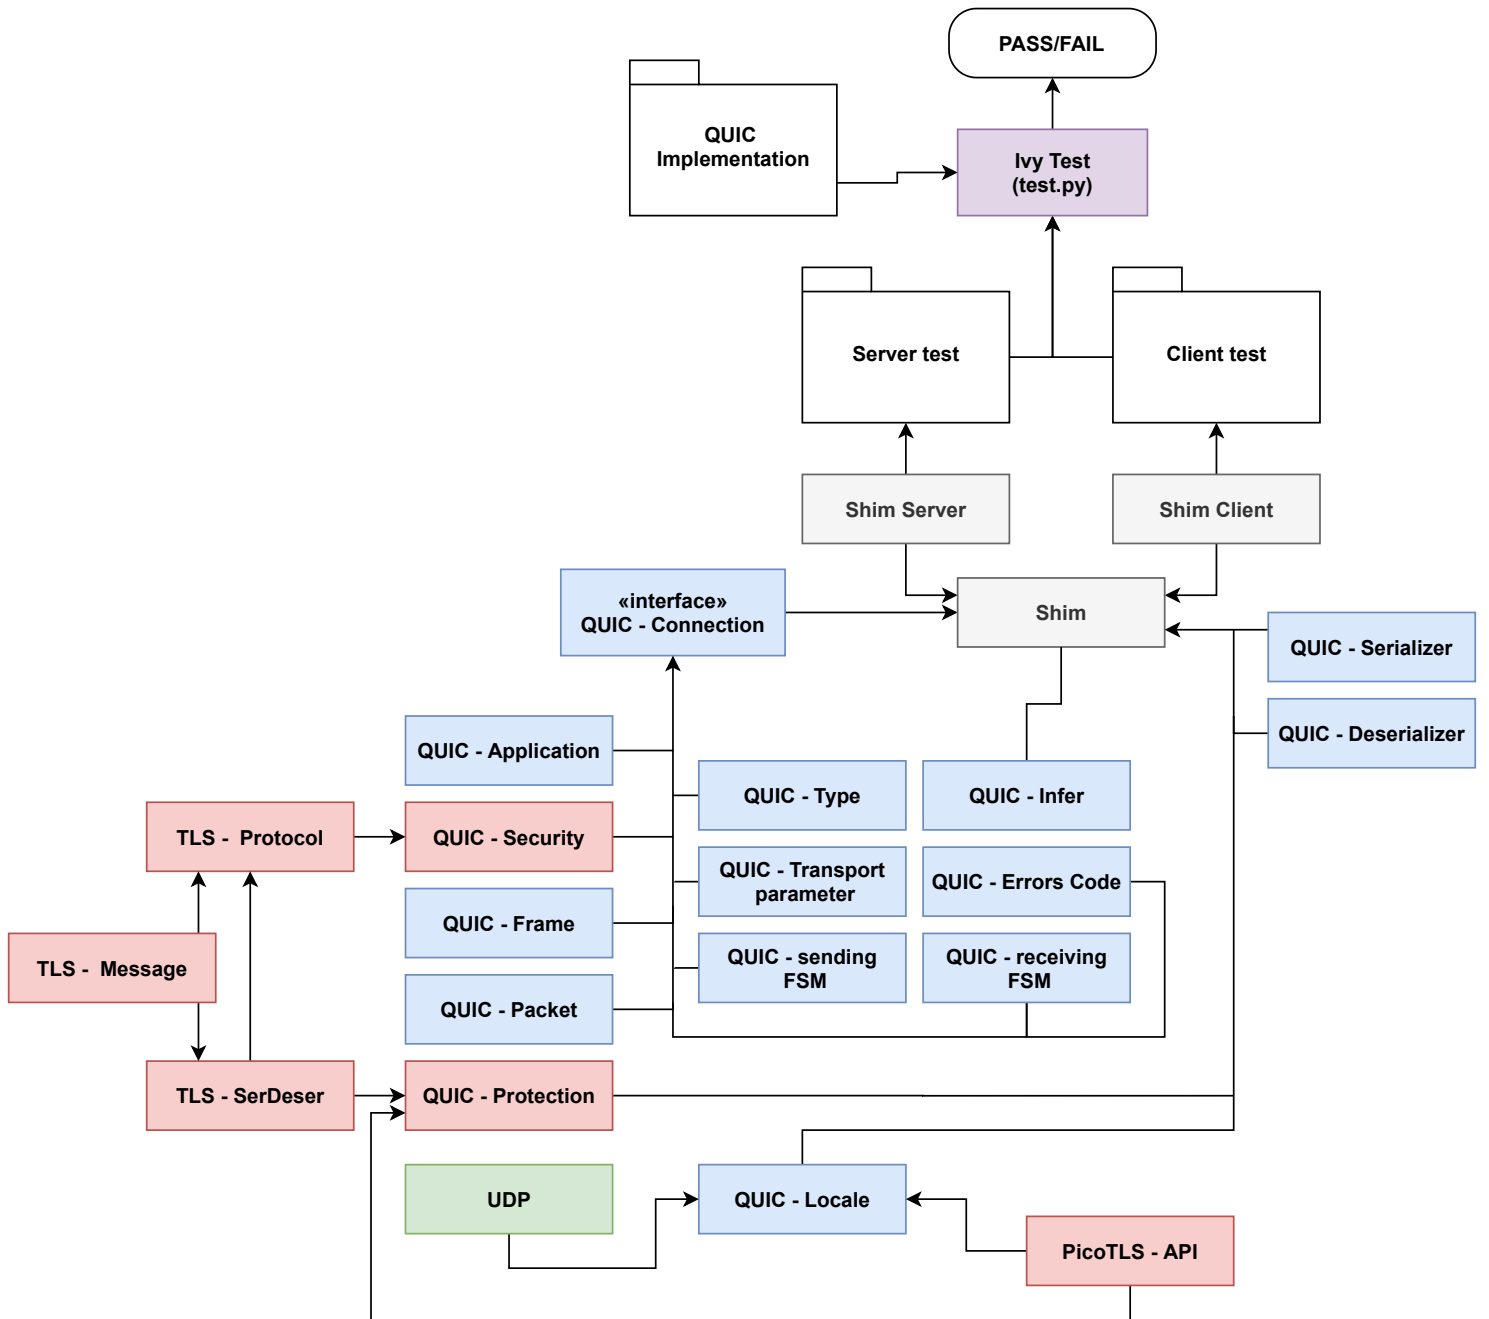 PASS/FAIL
QUIC
Implementation
Ivy Test
(test.py)
Server test
Client test
Shim Server
Shim Client
«interface»
QUIC - Connection
Shim
QUIC - Serializer
QUIC - Deserializer
QUIC - Application
QUIC - Type
QUIC - Infer
TLS - Protocol
QUIC - Security
QUIC - Transport
parameter
QUIC - Errors Code
QUIC - Frame
TLS - Message
QUIC - sending
FSM
QUIC - receiving
FSM
QUIC - Packet
TLS - SerDeser
QUIC - Protection
UDP
QUIC - Locale
PicoTLS - API